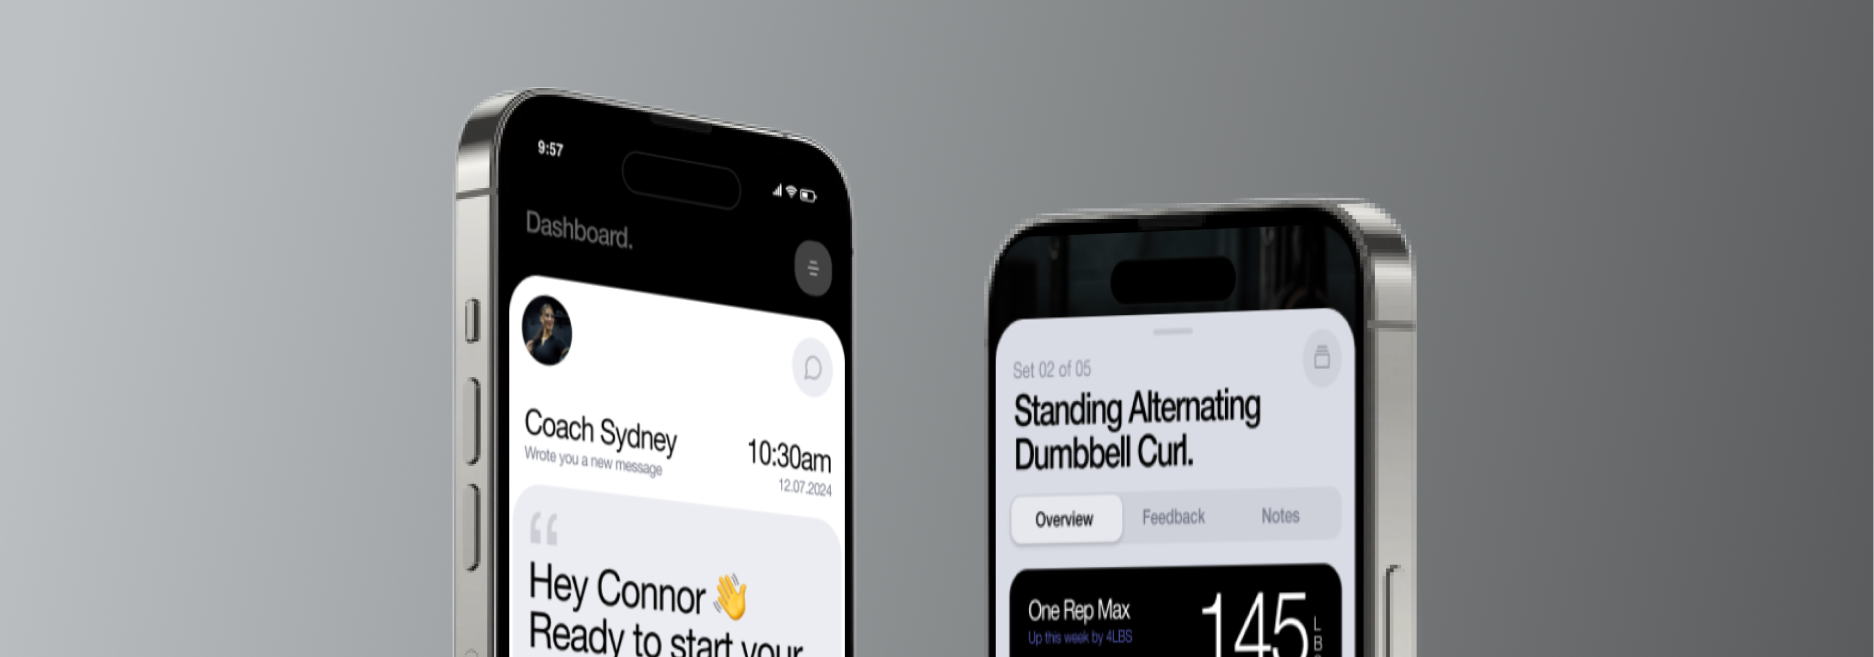 9:57
Dashboard.
Coach Sydney
Wrote you a new message
10:30am
12.07.2024
Hey Connor 👋
Ready to start your
Set 02 of 05
Standing Alternating
Dumbbell Curl.
Overview
Feedback
Notes
One Rep Max
Up this week by 4LBS
145
LB